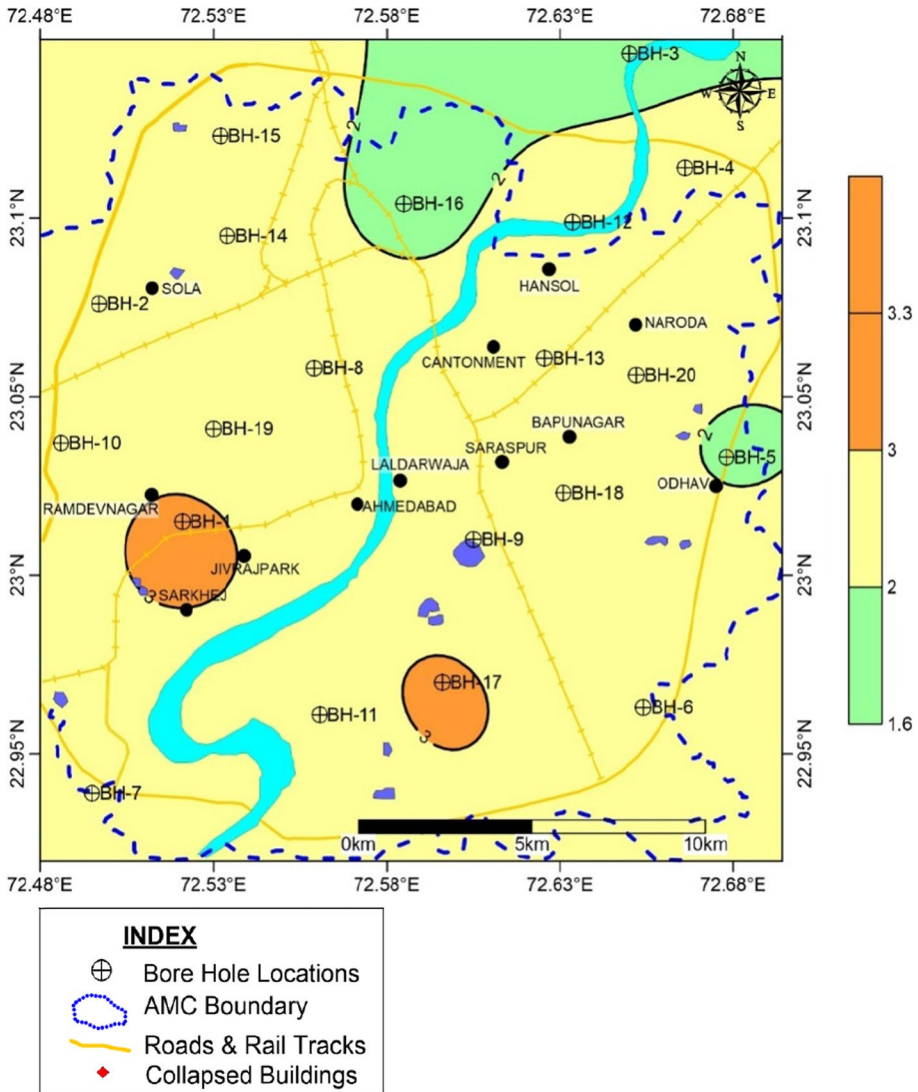 72.48°E 72.53°E 72.58°E 72.63°E 72.68°E
BH-3
N
W E
S
BH-15
2
BH-4
2
BH-16
23.1°N
BH-12
23.1°N
BH-14
HANSOL
SOLA
BH-2
3.3
NARODA
CANTONMENT
BH-13
BH-8
BH-20
23.05°N
23.05°N
BAPUNAGAR
BH-19
2
BH-10
SARASPUR
3
LALDARWAJA
BH-5
ODHAV
BH-18
RAMDEVNAGAR
AHMEDABAD
BH-1
BH-9
JIVRAJPARK
23°N
23°N
3
SARKHEJ
2
BH-17
BH-6
BH-11
3
1.6
22.95°N
22.95°N
BH-7
0km 5km 10km
72.48°E 72.53°E 72.58°E 72.63°E 72.68°E
INDEX
Bore Hole Locations
AMC Boundary
Roads & Rail Tracks
Collapsed Buildings